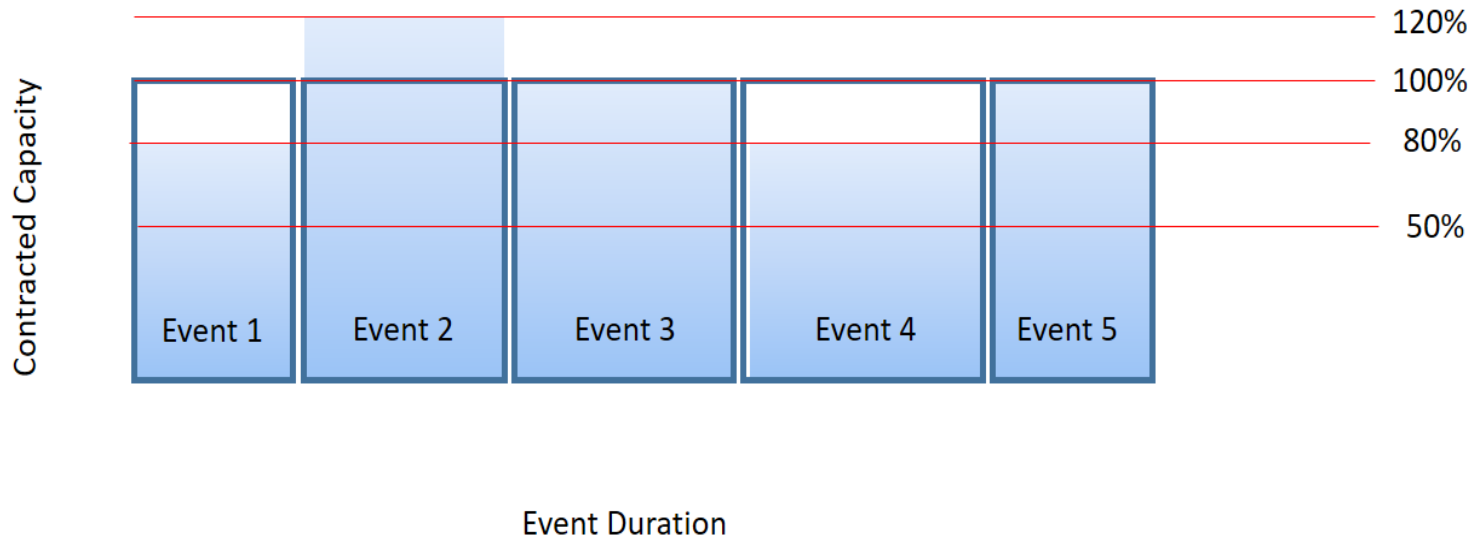 120%
100%
80%
50%
Contracted Capacity
Event 1
Event 2
Event 3
Event 4
Event 5
Event Duration